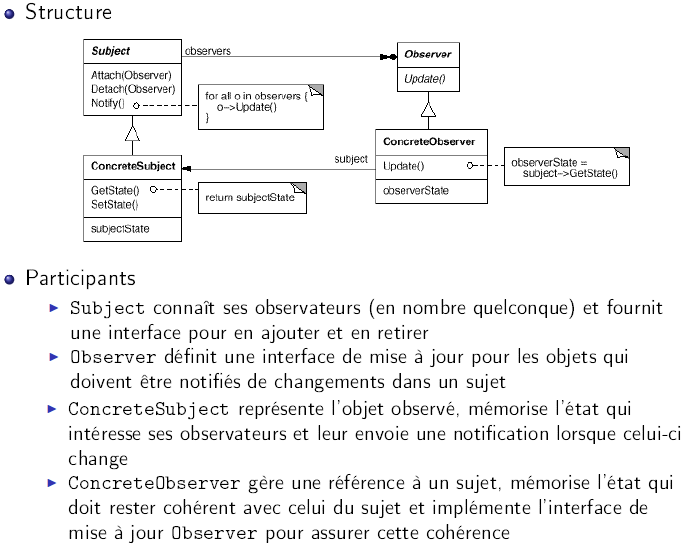 Structure
Subject
Attach(Observer)
Detach(Observer)
Notify()
observers
Observer
Update()
for all o in observers {
o->Update()
}
ConcreteSubject
GetState()
SetState()
subjectState
return subjectState
subject
ConcreteObserver
Update()
observerState
observerState =
subject->GetState()
Participants
Subject connaît ses observateurs (en nombre quelconque) et fournit
une interface pour en ajouter et en retirer
Observer définit une interface de mise à jour pour les objets qui
doivent être notifiés de changements dans un sujet
ConcreteSubject représente l'objet observé, mémorise l'état qui
intéresse ses observateurs et leur envoie une notification lorsque celui-ci
change
ConcreteObserver gère une référence à un sujet, mémorise l'état qui
doit rester cohérent avec celui du sujet et implémente l'interface de
mise à jour Observer pour assurer cette cohérence